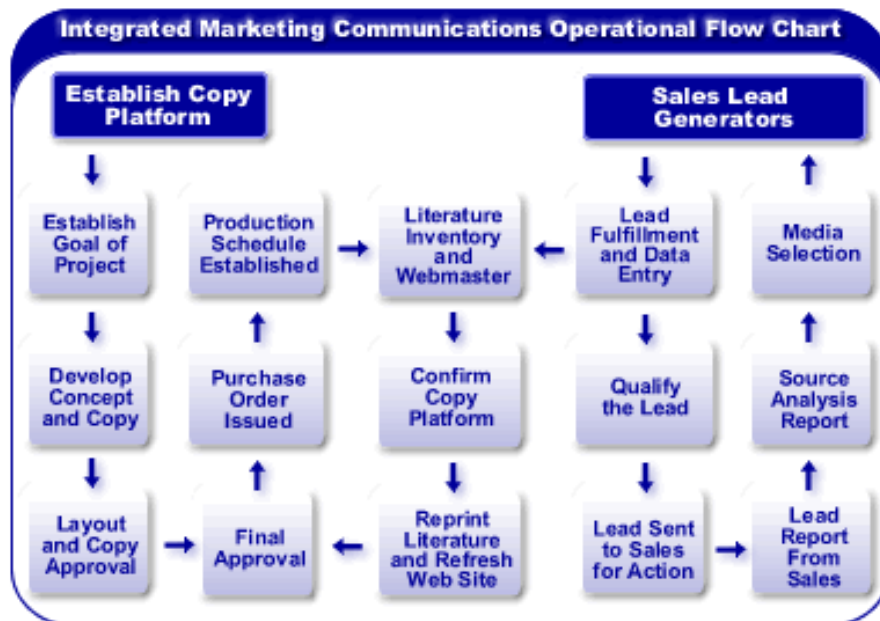 Integrated Marketing Communications Operational Flow Chart
Establish Copy
Platform
Sales Lead
Generators
Establish
Goal of
Project
Production
Schedule
Established
Literature
Inventory
and
Webmaster
Lead
Fulfillment
and Data
Entry
Media
Selection
Develop
Concept
and Copy
Purchase
Order
Issued
Confirm
Copy
Platform
Qualify
the Lead
Source
Analysis
Report
Layout
and Copy
Approval
Final
Approval
Reprint
Literature
and Refresh
Web Site
Lead Sent
to Sales
for Action
Lead
Report
From
Sales